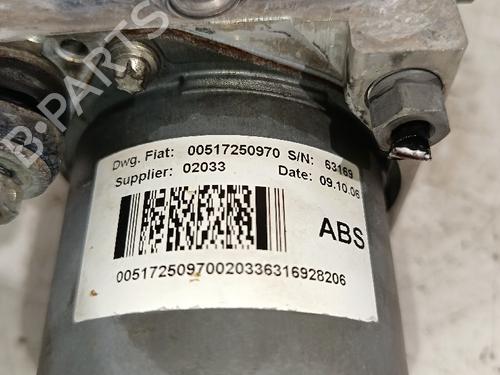 Dwg. Fiat: 00517250970 S/N: 63169
Supplier: 02033 Date: 09.10.06
ABS
00517250970020336316928206
B-PARTS